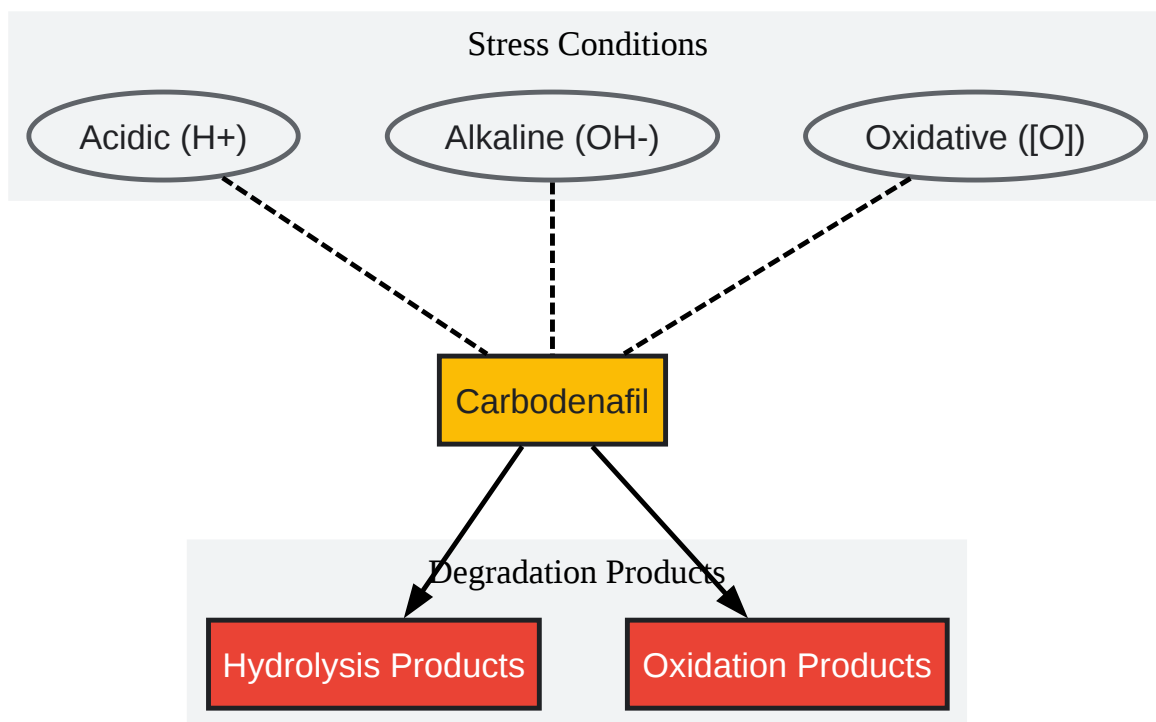 Stress Conditions
Acidic (H+)
Alkaline (OH-)
Oxidative ([O])
Carbodenafil
Degradation Products
Hydrolysis Products
Oxidation Products